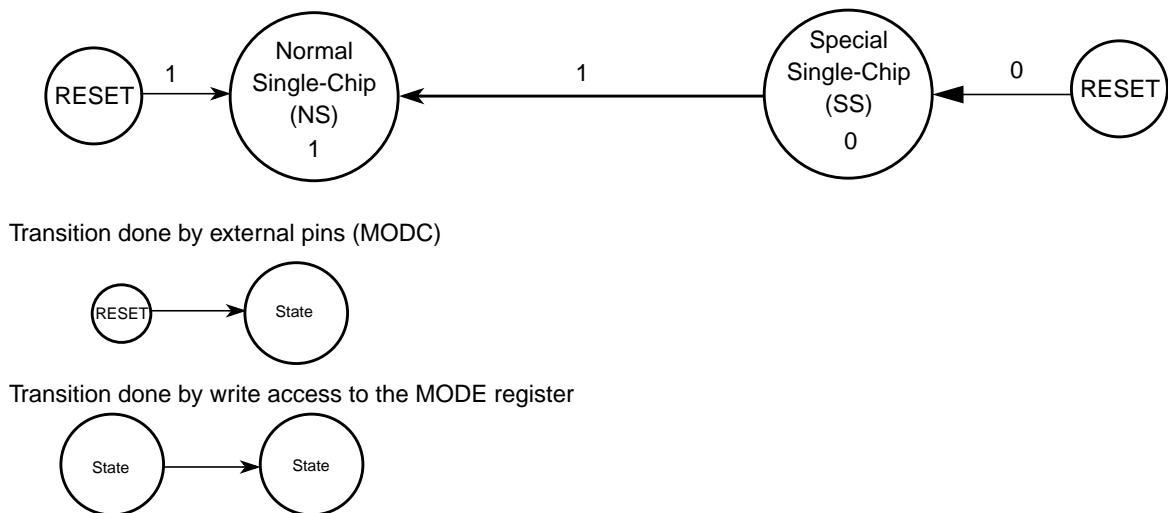 RESET
1
Normal
Single-Chip
(NS)
1
1
Special
Single-Chip
(SS)
0
0
RESET
Transition done by external pins (MODC)
RESET
State
Transition done by write access to the MODE register
State
State